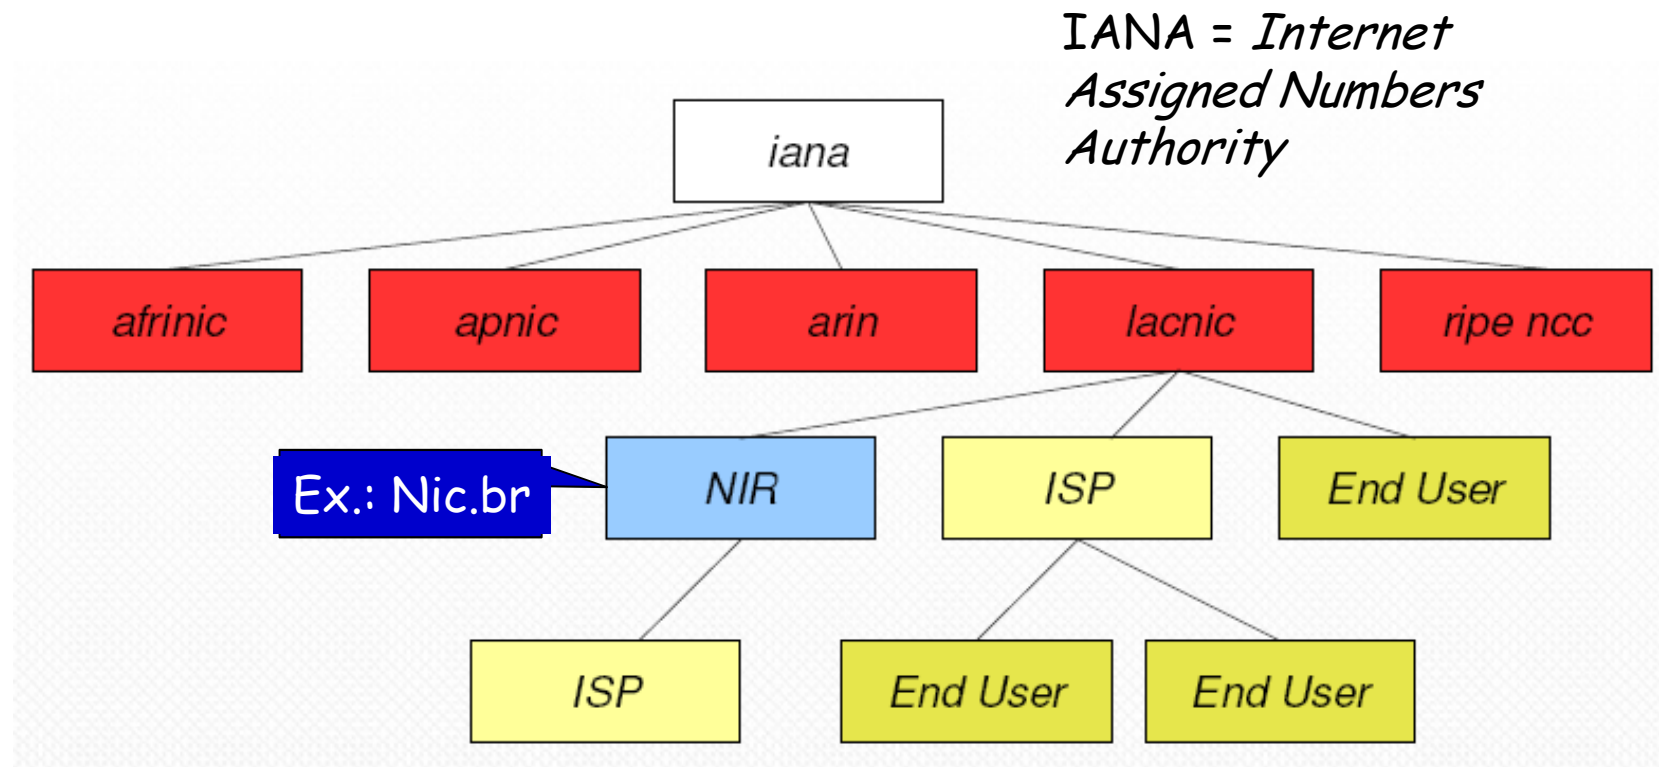 IANA = Internet
Assigned Numbers
Authority
iana
afrinic
apnic
arin
lacnic
ripe ncc
Ex.: Nic.br
NIR
ISP
End User
ISP
End User
End User